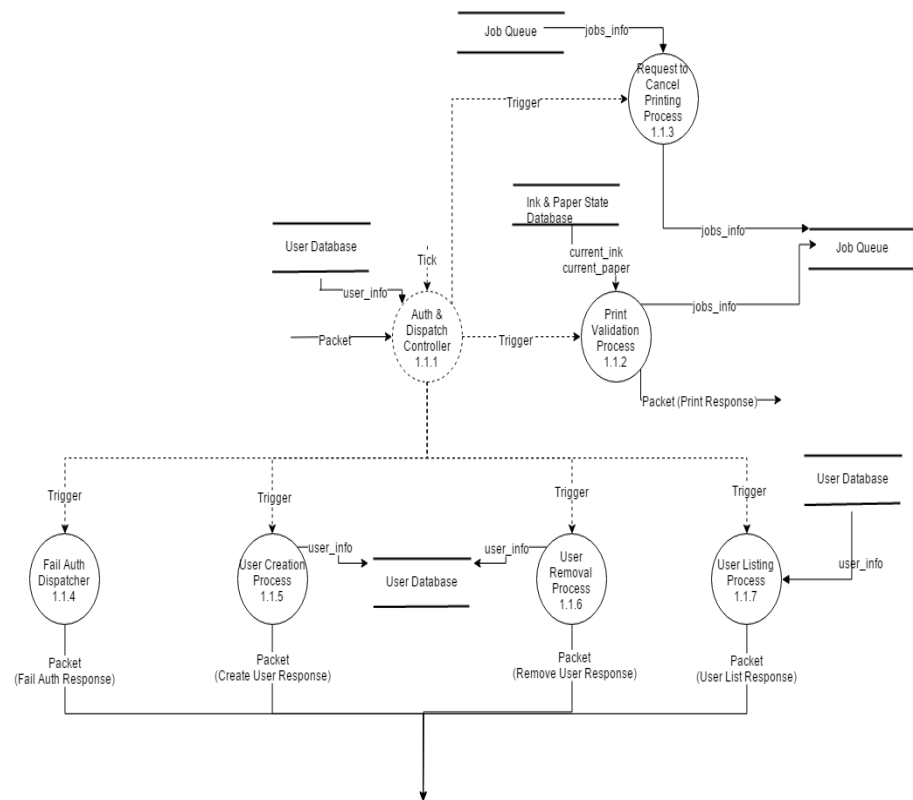 Job Queue
jobs_info
Request to
Cancel
Printing
Process
1.1.3
Trigger
Ink & Paper State
Database
User Database
jobs_info
Job Queue
Tick
current_ink
current_paper
user_info
Auth &
Dispatch
Controller
1.1.1
Print
Validation
Process
1.1.2
jobs_info
Packet
Trigger
Packet (Print Response)
User Database
Trigger
Trigger
Trigger
Trigger
Fail Auth
Dispatcher
1.1.4
User Creation
Process
1.1.5
user_info
User Database
user_info
User
Removal
Process
1.1.6
User Listing
Process
1.1.7
user_info
Packet
(Fail Auth Response)
Packet
(Create User Response)
Packet
(Remove User Response)
Packet
(User List Response)